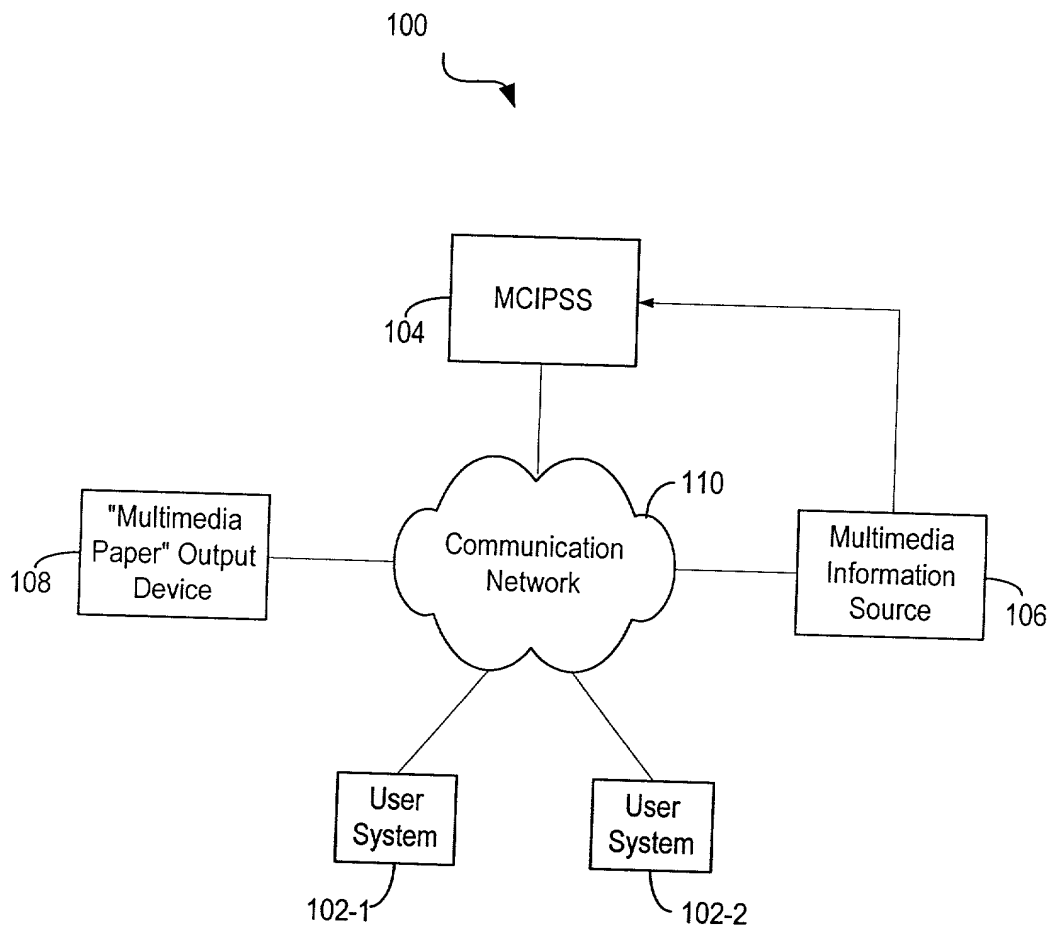 100
MCIPSS
104
110
"Multimedia
Paper" Output
Device
108
Communication
Network
Multimedia
Information
Source
106
User
System
102-1
User
System
102-2